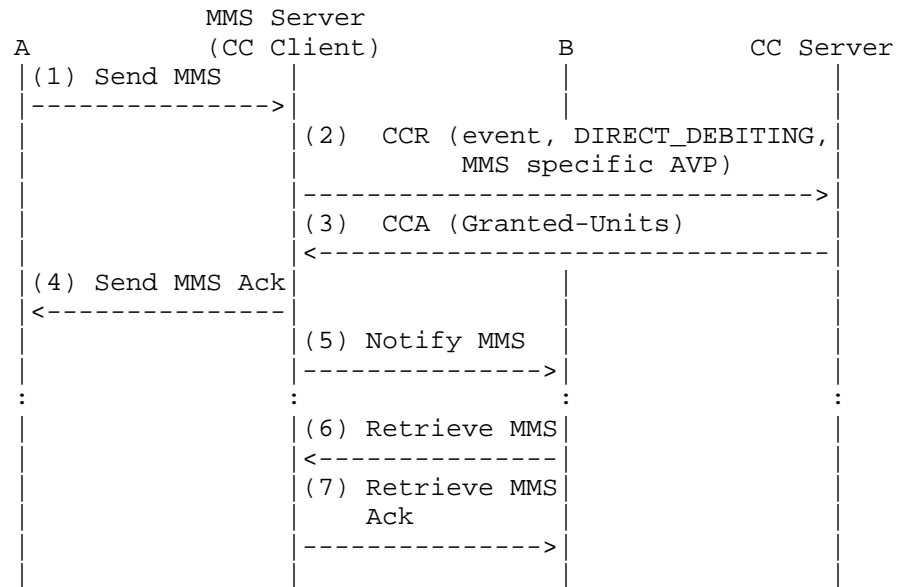 MMS Server
A (CC Client) B CC Server
(1) Send MMS
(2) CCR (event, DIRECT_DEBITING,
MMS specific AVP)
(3) CCA (Granted-Units)
(4) Send MMS Ack
(5) Notify MMS
(6) Retrieve MMS
(7) Retrieve MMS
Ack